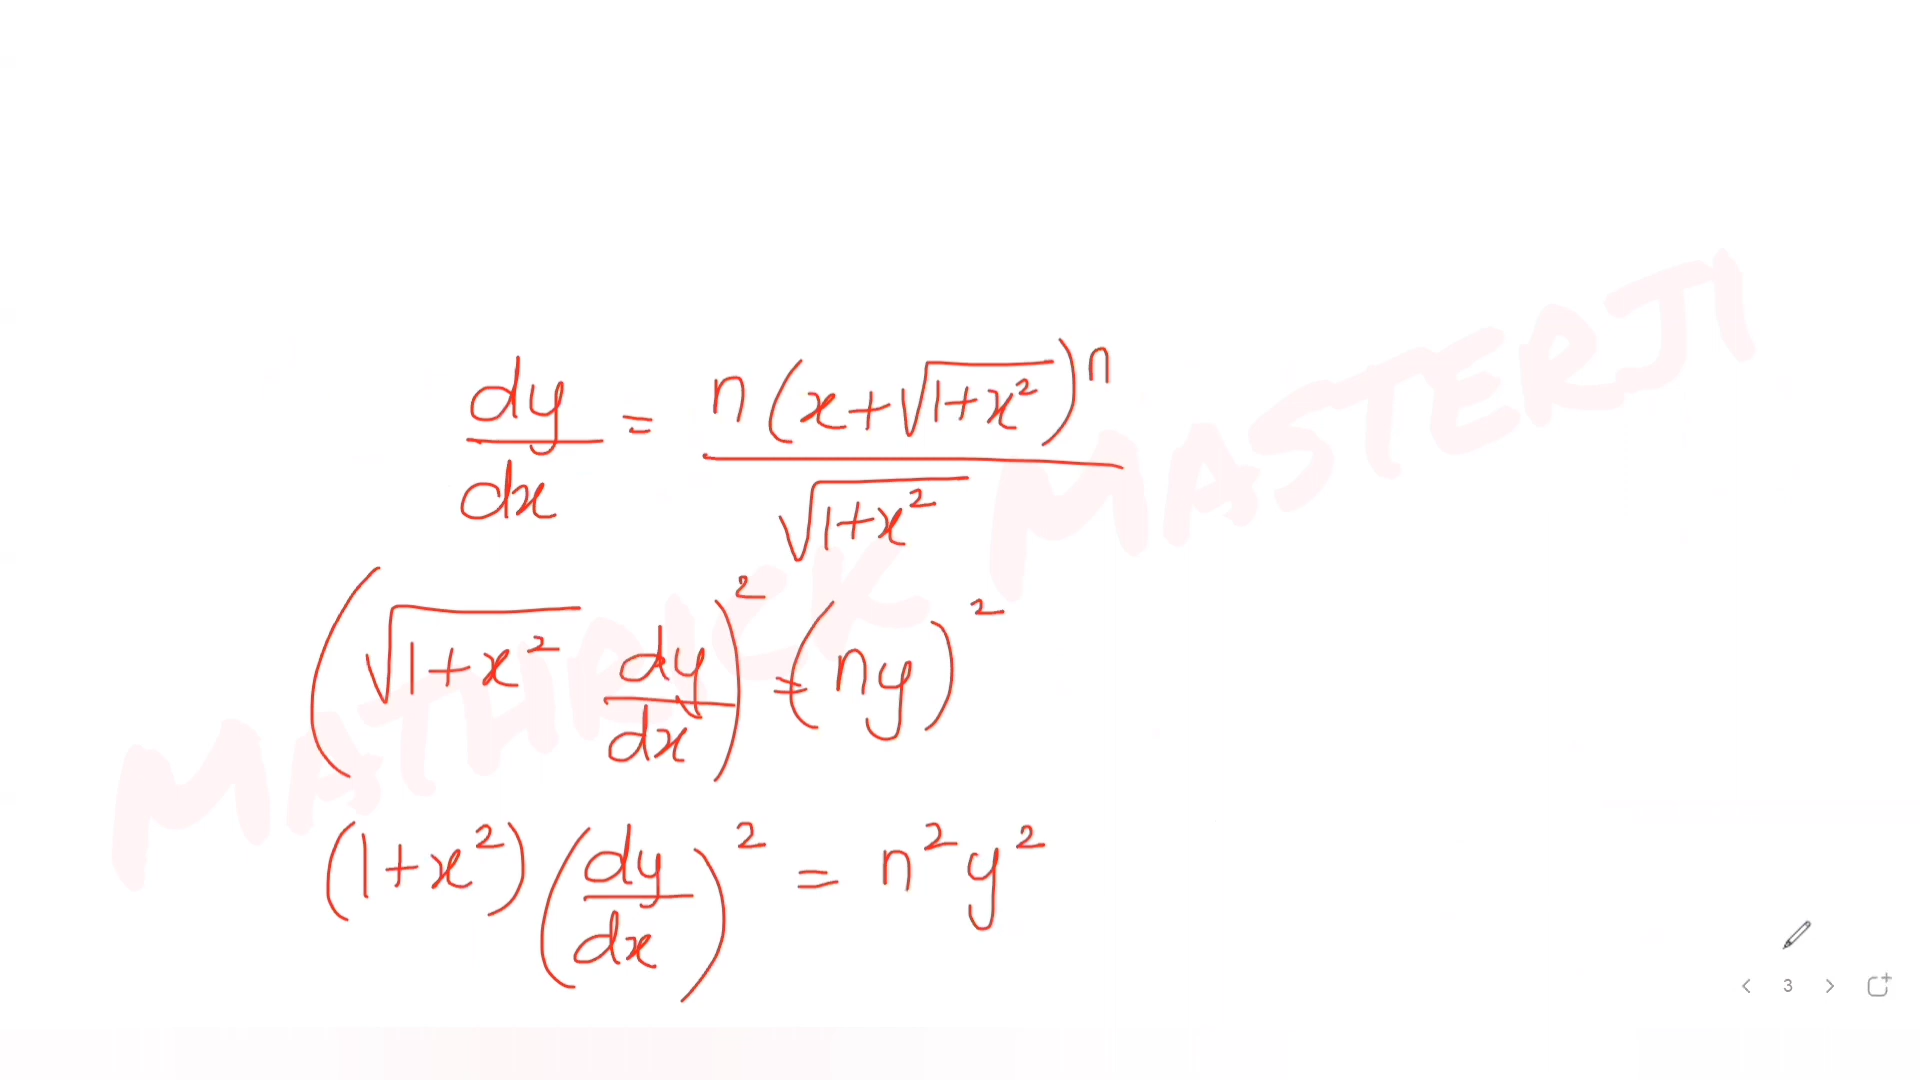 dy/dx = n(x+√(1+x²))ⁿ / √(1+x²)
(√(1+x²) dy/dx)² = (ny)²
(1+x²)(dy/dx)² = n²y²
MATHRICK MASTERJI
3